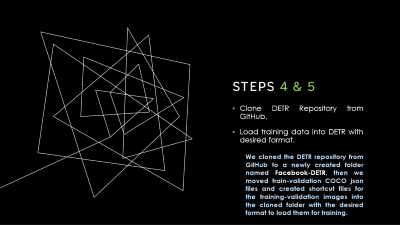 STEPS 4 & 5
• Clone DETR Repository from
GitHub.
• Load training data into DETR with
desired format.
We cloned the DETR repository from
GitHub to a newly created folder
named Facebook-DETR, then we
moved train-validation COCO json
files and created shortcut files for
the training-validation images into
the cloned folder with the desired
format to load them for training.